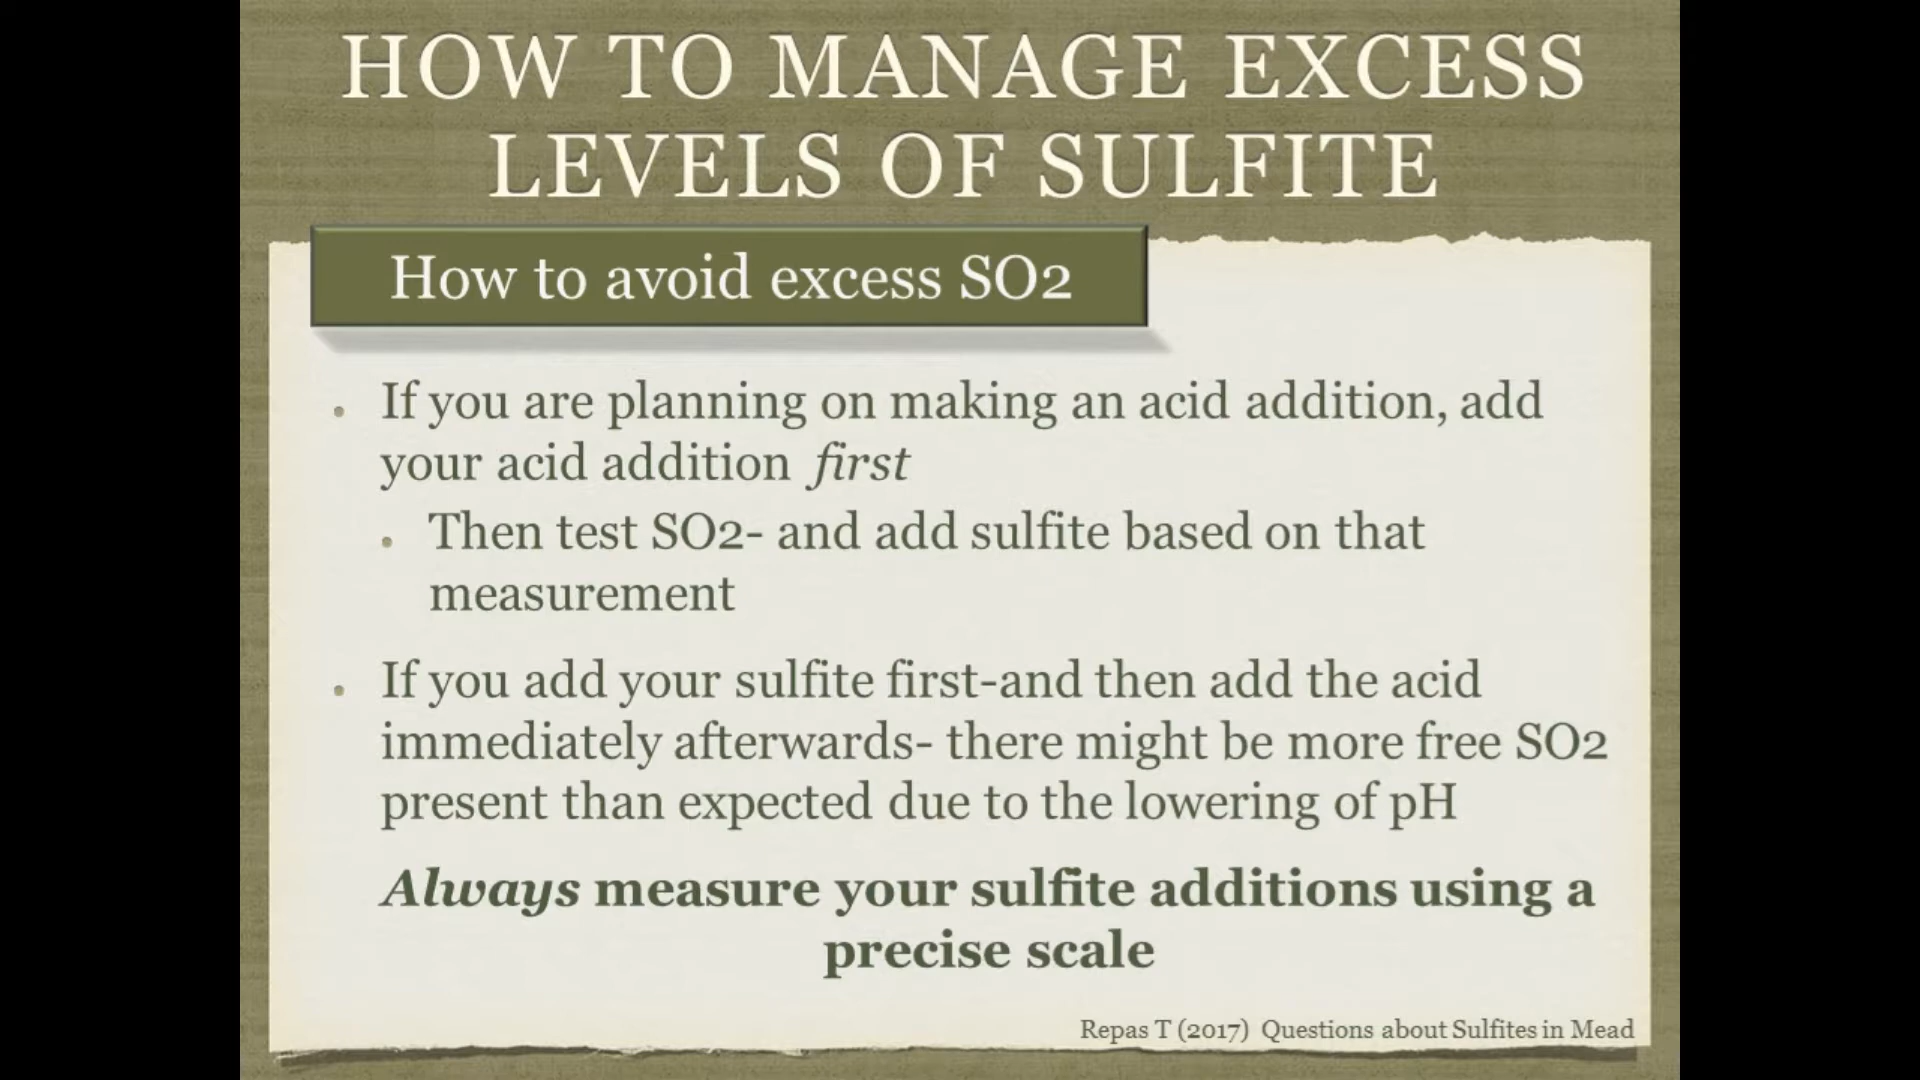 HOW TO MANAGE EXCESS
LEVELS OF SULFITE
How to avoid excess SO2
If you are planning on making an acid addition, add
your acid addition first
Then test SO2- and add sulfite based on that
measurement
If you add your sulfite first-and then add the acid
immediately afterwards- there might be more free SO2
present than expected due to the lowering of pH
Always measure your sulfite additions using a
precise scale
Repas T (2017) Questions about Sulfites in Mead